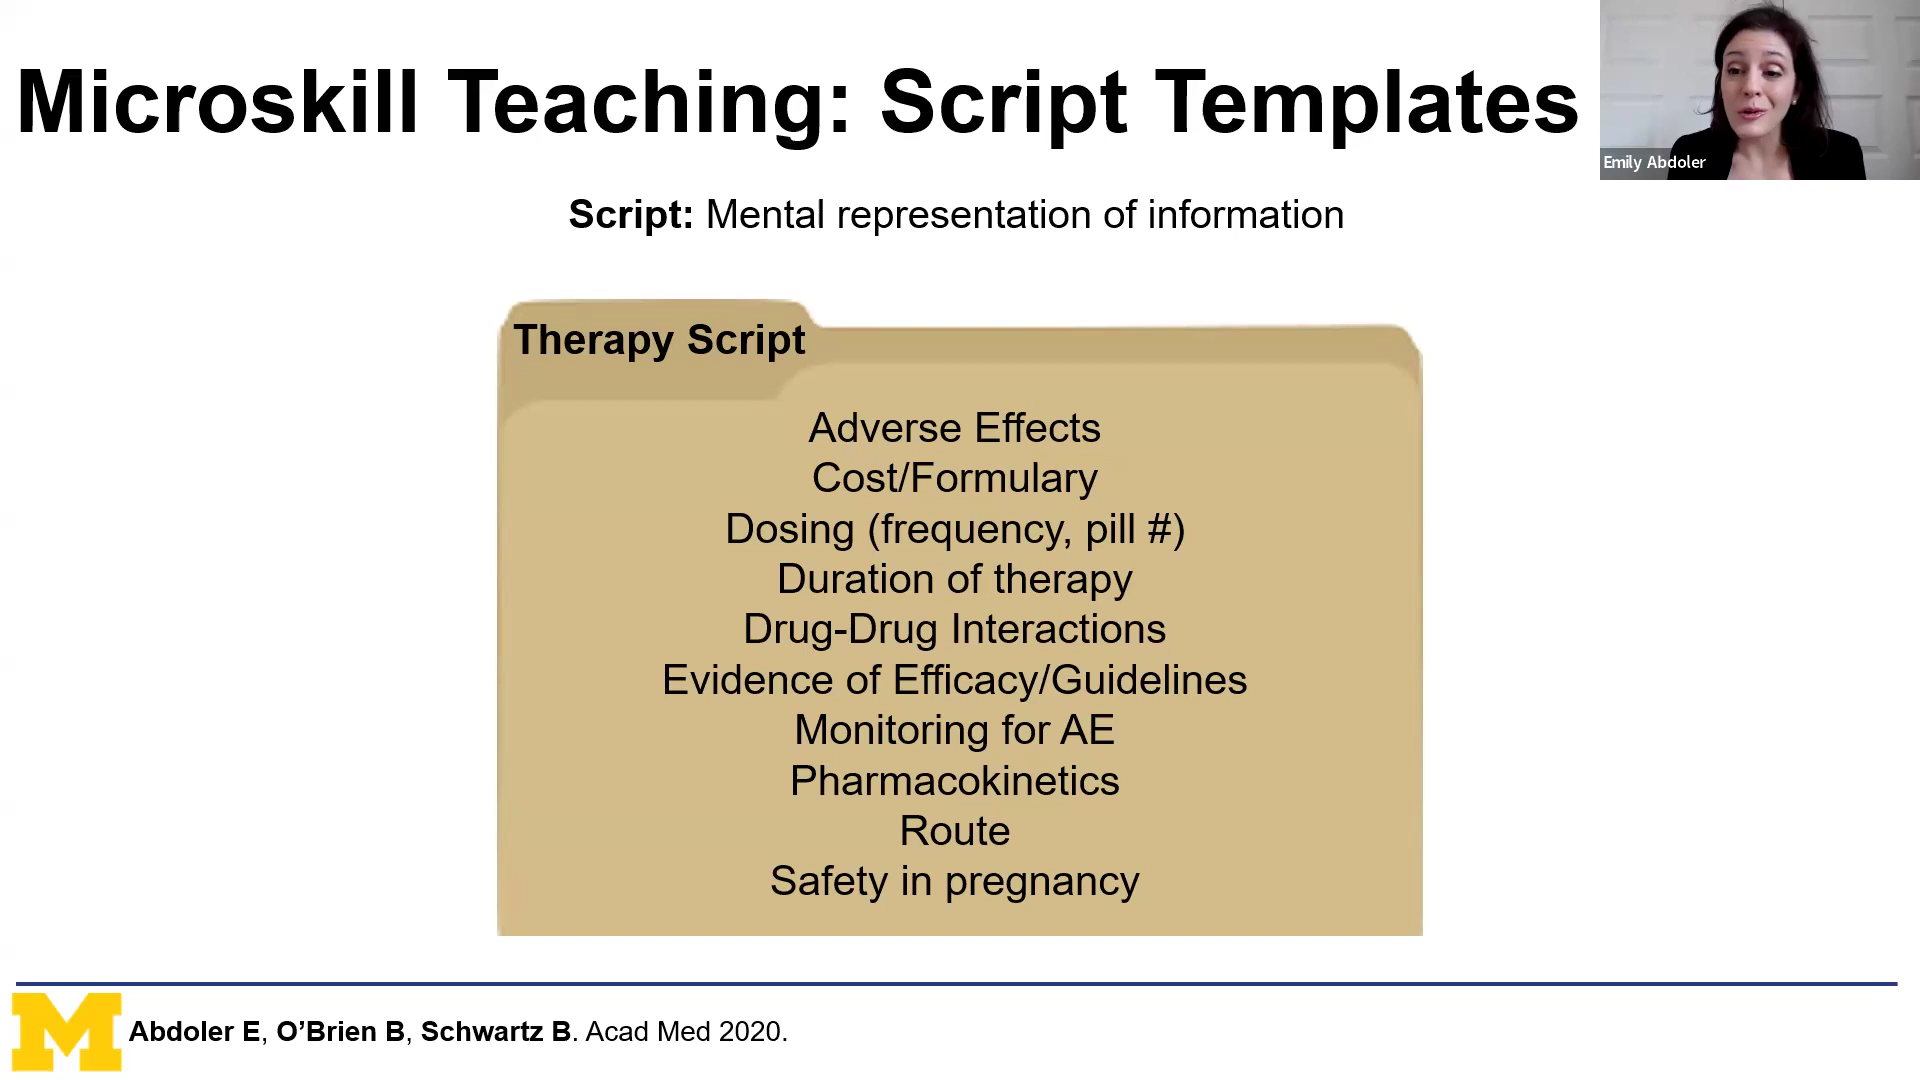 Microskill Teaching: Script Templates
Emily Abdoler
Script: Mental representation of information
Therapy Script
Adverse Effects
Cost/Formulary
Dosing (frequency, pill #)
Duration of therapy
Drug-Drug Interactions
Evidence of Efficacy/Guidelines
Monitoring for AE
Pharmacokinetics
Route
Safety in pregnancy
M
Abdoler E, O’Brien B, Schwartz B. Acad Med 2020.